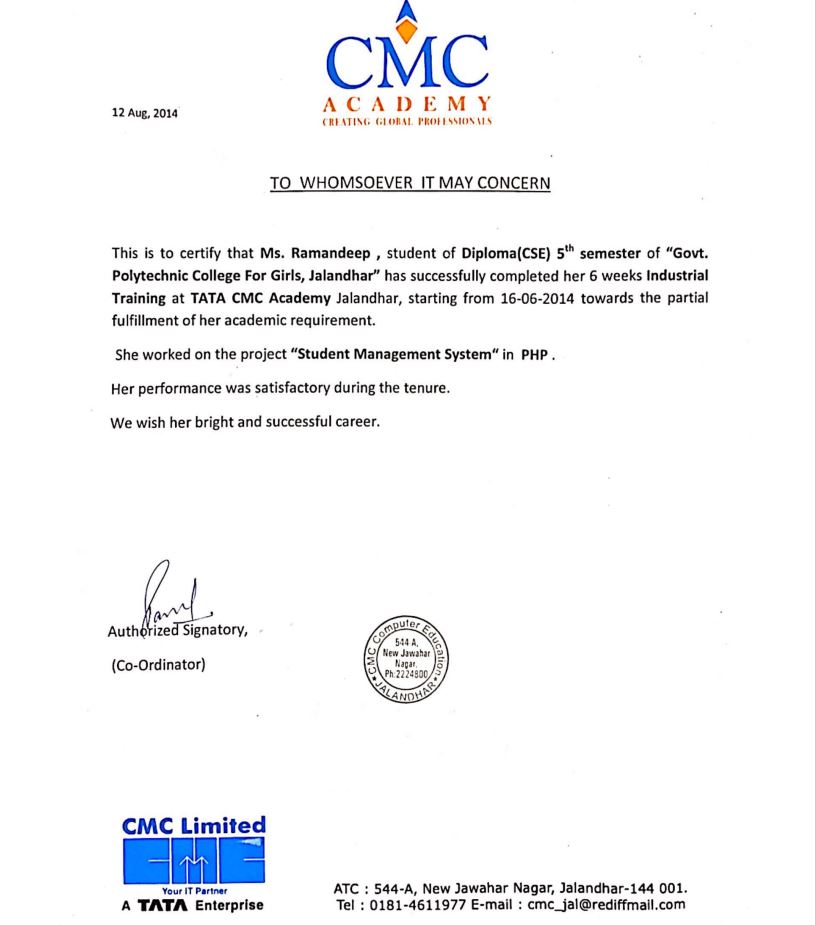 CMC
ACADEMY
CREATING GLOBAL PROFESSIONALS
12 Aug, 2014
TO WHOMSOEVER IT MAY CONCERN
This is to certify that Ms. Ramandeep , student of Diploma(CSE) 5th semester of “Govt.
Polytechnic College For Girls, Jalandhar” has successfully completed her 6 weeks Industrial
Training at TATA CMC Academy Jalandhar, starting from 16-06-2014 towards the partial
fulfillment of her academic requirement.
She worked on the project “Student Management System“ in PHP .
Her performance was satisfactory during the tenure.
We wish her bright and successful career.
Authorized Signatory,
(Co-Ordinator)
CMC Computer Education
544 A,
New Jawahar
Nagar.
Ph:2224800
★ JALANDHAR ★
CMC Limited
CMC
Your IT Partner
A TATA Enterprise
ATC : 544-A, New Jawahar Nagar, Jalandhar-144 001.
Tel : 0181-4611977 E-mail : cmc_jal@rediffmail.com